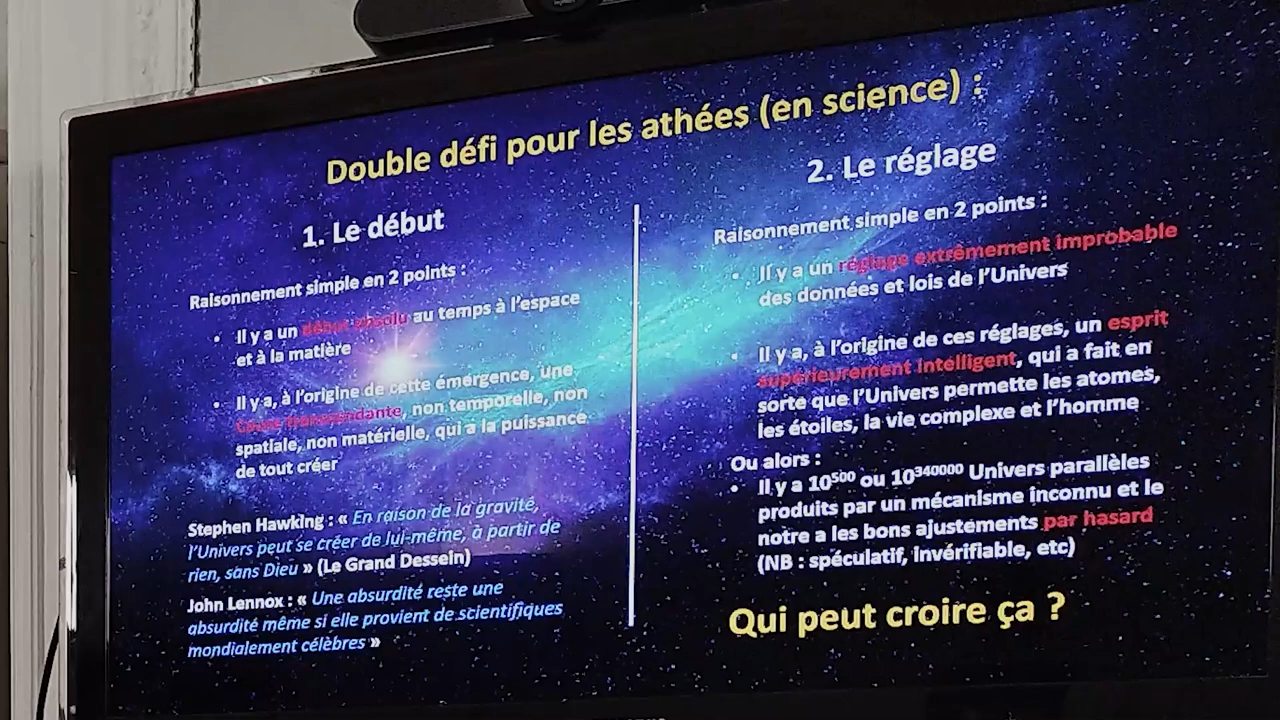 Double défi pour les athées (en science) :
1. Le début
Raisonnement simple en 2 points :
• Il y a un début absolu au temps à l'espace
et à la matière
• Il y a, à l'origine de cette émergence, une
Cause transcendante, non temporelle, non
spatiale, non matérielle, qui a la puissance
de tout créer
Stephen Hawking : « En raison de la gravité,
l'Univers peut se créer de lui-même, à partir de
rien, sans Dieu » (Le Grand Dessein)
John Lennox : « Une absurdité reste une
absurdité même si elle provient de scientifiques
mondialement célèbres »
2. Le réglage
Raisonnement simple en 2 points :
• Il y a un réglage extrêmement improbable
des données et lois de l'Univers
• Il y a, à l'origine de ces réglages, un esprit
supérieurement intelligent, qui a fait en
sorte que l'Univers permette les atomes,
les étoiles, la vie complexe et l'homme
Ou alors :
• Il y a 10⁵⁰⁰ ou 10³⁴⁰⁰⁰⁰ Univers parallèles
produits par un mécanisme inconnu et le
notre a les bons ajustements par hasard
(NB : spéculatif, invérifiable, etc)
Qui peut croire ça ?